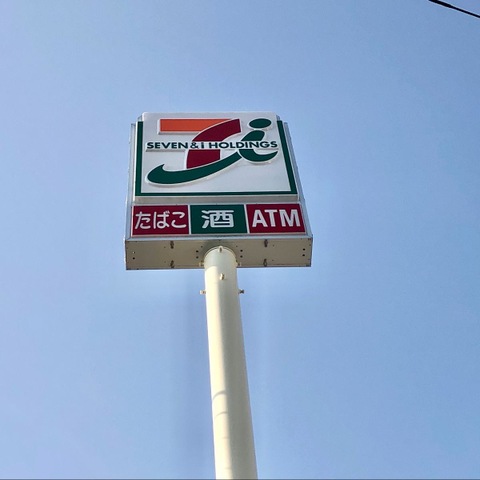 SEVEN & i HOLDINGS
たばこ 酒 ATM